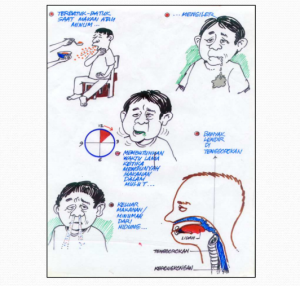 TERBATUK-BATUK
SAAT MAKAN ATAU
MINUM...
... MENGILER
MEMBUTUHKAN
WAKTU LAMA
KETIKA
MENGUNYAH
MAKANAN
DALAM
MULUT...
BANYAK
LENDIR
DI
TENGGOROKAN
KELUAR
MAKANAN/
MINUMAN
DARI
HIDUNG...
LIDAH
TENGGOROKAN
KERONGKONGAN